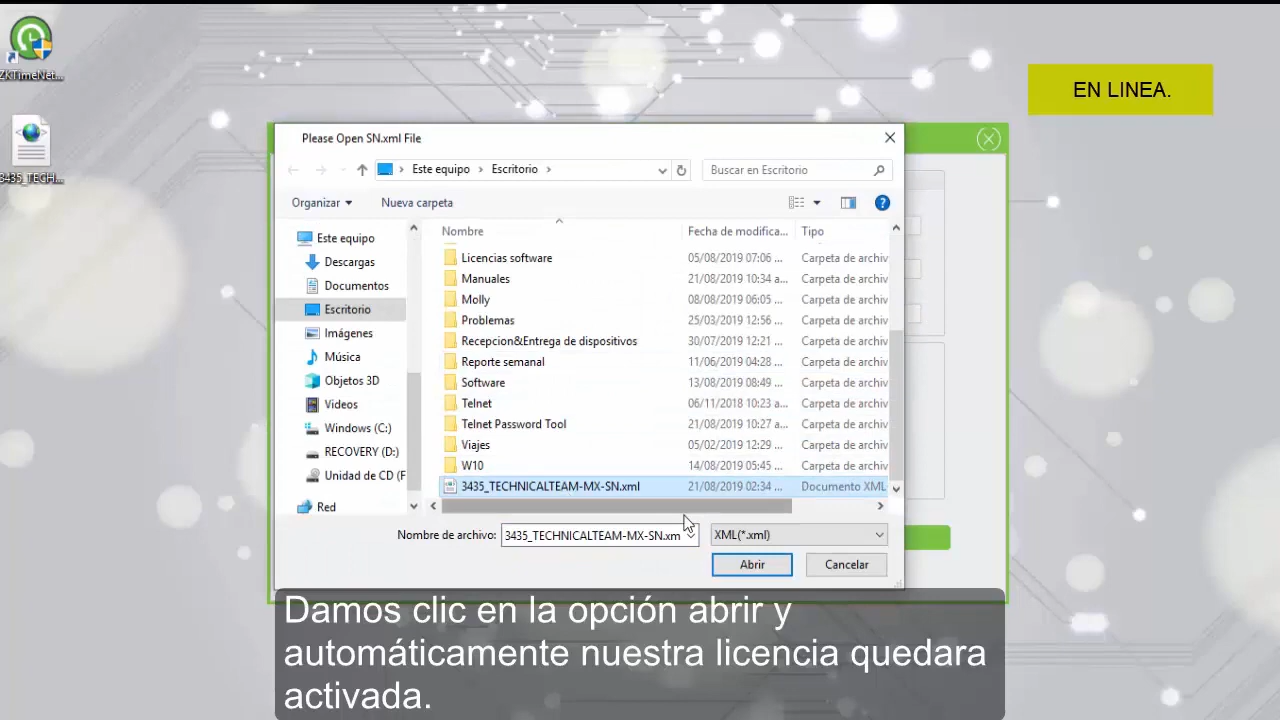 ZKTimeNet...
3435_TECH...
EN LINEA.
Please Open SN.xml File
Este equipo
Escritorio
Buscar en Escritorio
Organizar
Nueva carpeta
Nombre
Fecha de modifica...
Tipo
Este equipo
Descargas
Documentos
Escritorio
Imágenes
Música
Objetos 3D
Videos
Windows (C:)
RECOVERY (D:)
Unidad de CD (F
Red
Licencias software 05/08/2019 07:06 ... Carpeta de archiv
Manuales 21/08/2019 10:34 a... Carpeta de archiv
Molly 08/08/2019 06:05 ... Carpeta de archiv
Problemas 25/03/2019 12:56 ... Carpeta de archiv
Recepcion&Entrega de dispositivos 30/07/2019 12:21 ... Carpeta de archiv
Reporte semanal 11/06/2019 04:28 ... Carpeta de archiv
Software 13/08/2019 08:49 ... Carpeta de archiv
Telnet 06/11/2018 10:23 a... Carpeta de archiv
Telnet Password Tool 21/08/2019 10:27 a... Carpeta de archiv
Viajes 05/02/2019 12:29 ... Carpeta de archiv
W10 14/08/2019 05:45 ... Carpeta de archiv
3435_TECHNICALTEAM-MX-SN.xml 21/08/2019 02:34 ... Documento XML
Nombre de archivo: 3435_TECHNICALTEAM-MX-SN.xm XML(*.xml)
Abrir
Cancelar
Damos clic en la opción abrir y
automáticamente nuestra licencia quedara
activada.